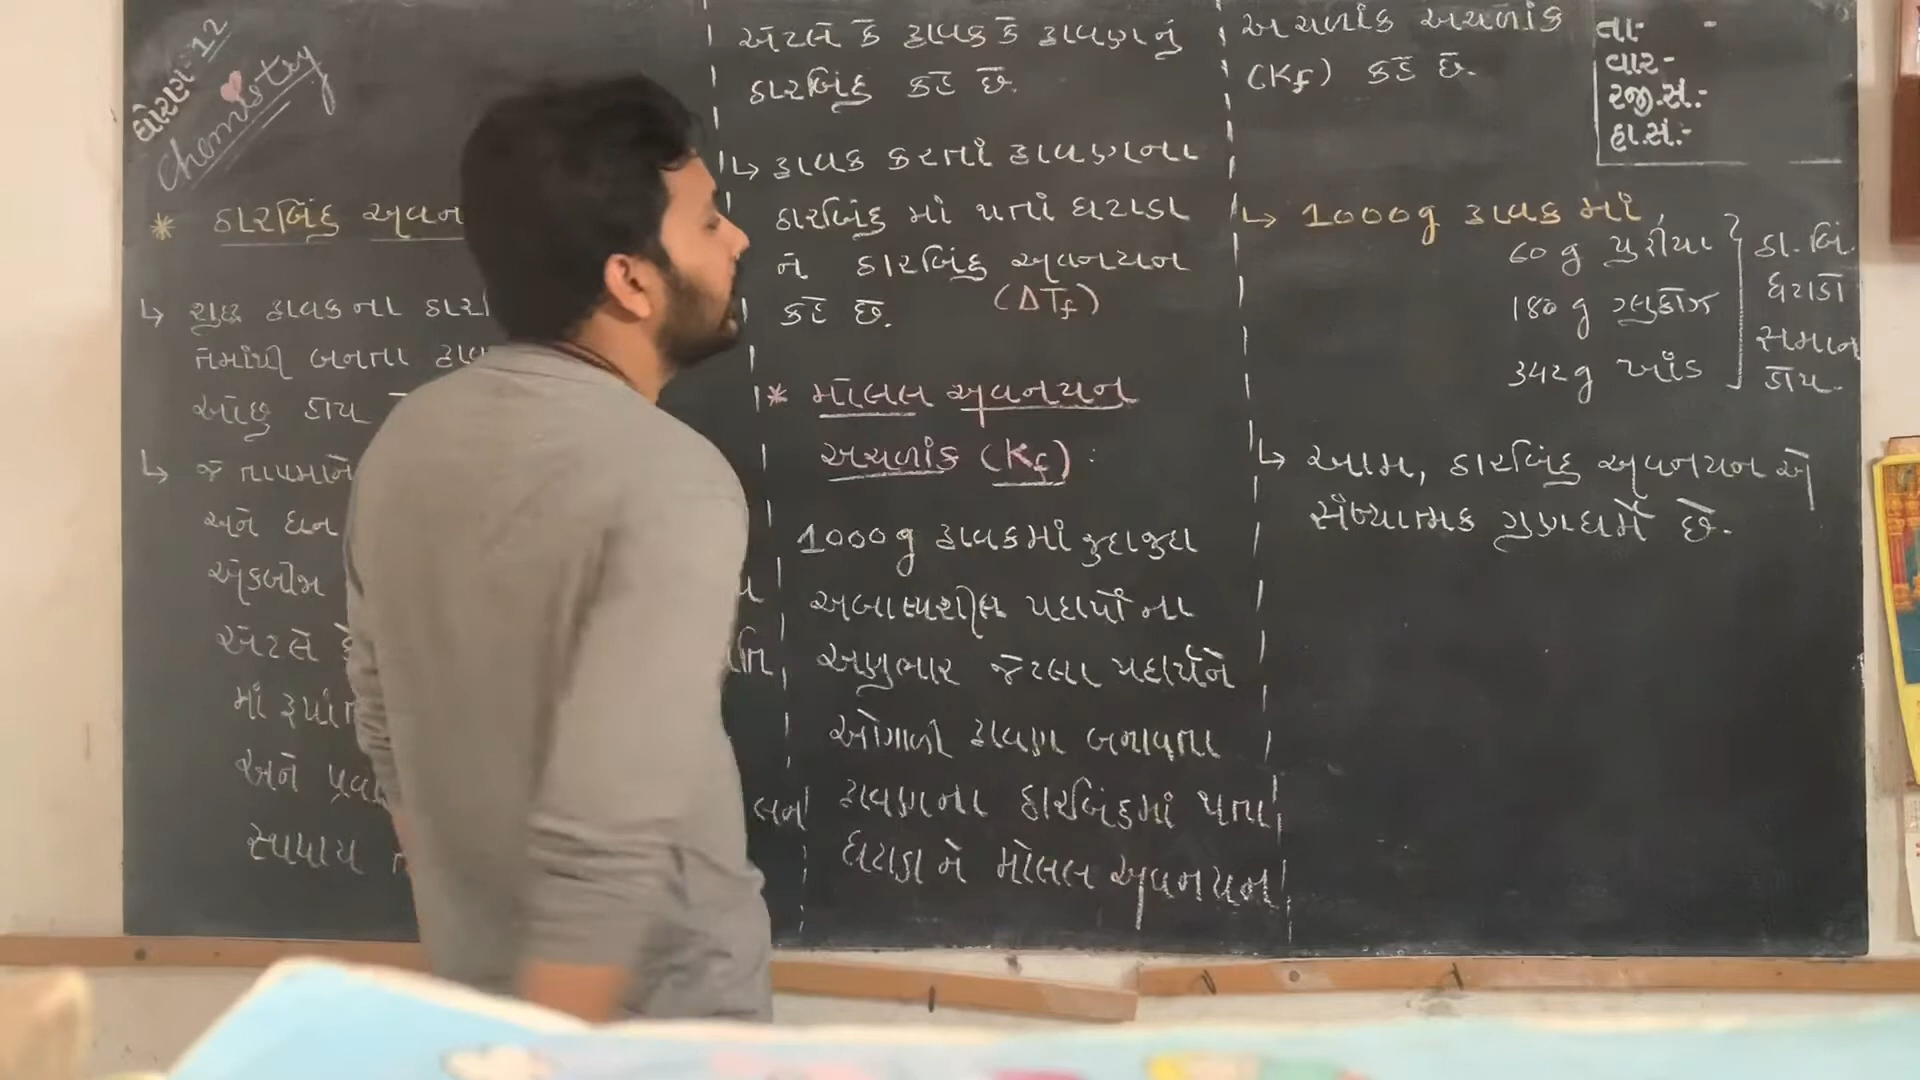 ધોરણ-12
Chemistry
* ઠારબિંદુ અવન
↳ શુદ્ધ દ્રાવકના ઠાર
તેમાંથી બનતા દ્રાવ
ઓછુ હોય
↳ જે તાપમાને
અને ઘન
એકબીજા
એટલે કે
માં રૂપાંત
અને પ્રવા
સ્થપાય ત
એટલે કે દ્રાવક કે દ્રાવણનું
ઠારબિંદુ કહે છે.
↳ દ્રાવક કરતાં દ્રાવણના
ઠારબિંદુ માં થતાં ઘટાડા
ને ઠારબિંદુ અવનયન
કહે છે. (ΔTf)
* મોલલ અવનયન
અચળાંક (Kf) :
1000g દ્રાવકમાં જુદાજુદા
અબાષ્પશીલ પદાર્થોના
અણુભાર જેટલા પદાર્થને
ઓગાળી દ્રાવણ બનાવતા
દ્રાવણના ઠારબિંદુમાં થતા
ઘટાડા ને મોલલ અવનયન
અચળાંક અચળાંક
(Kf) કહે છે.
↳ 1000g દ્રાવક માં,
60 g યુરીયા
180 g ગ્લુકોઝ
342 g ખાંડ
ઠા. બિં.
ઘટાડો
સમાન
હોય.
↳ આમ, ઠારબિંદુ અવનયન એ
સંખ્યાત્મક ગુણધર્મ છે.
તા-  -
વાર-
રજી.સં.-
હા.સં.-